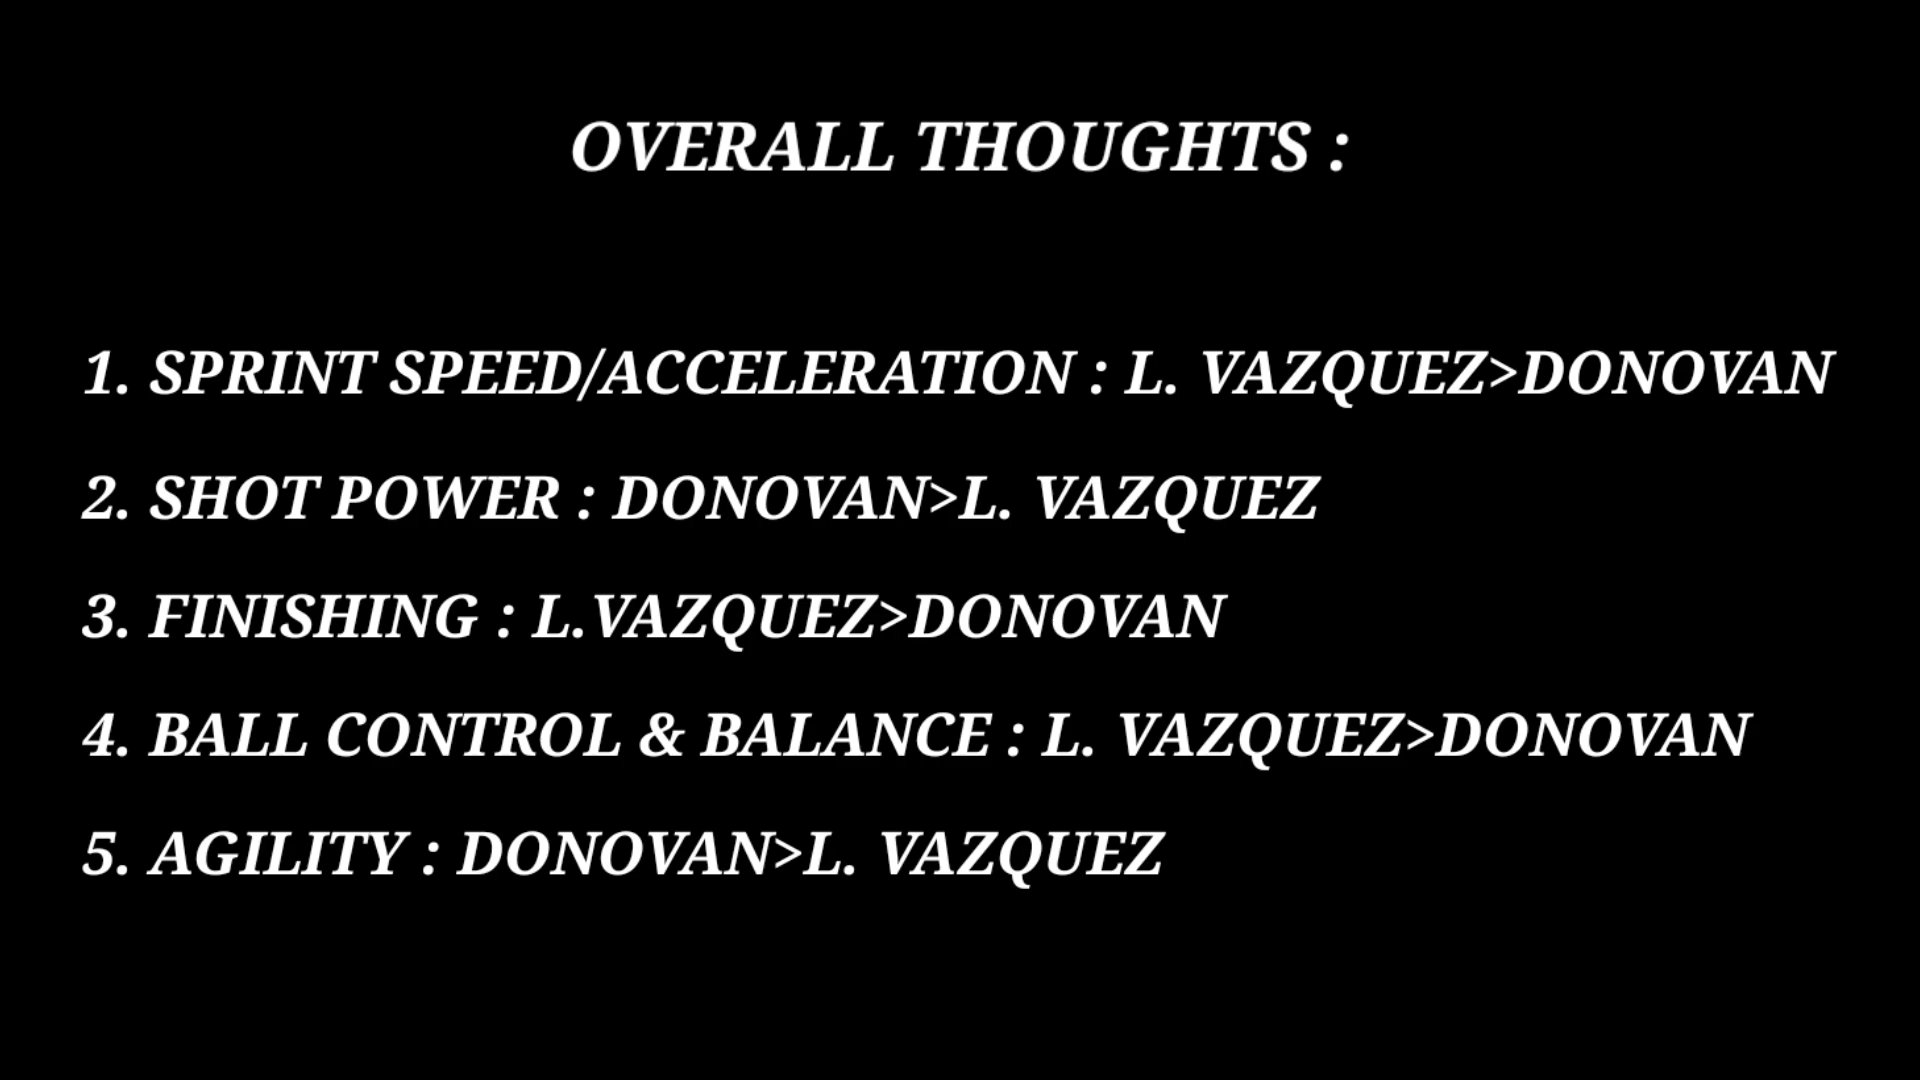 OVERALL THOUGHTS :
1. SPRINT SPEED/ACCELERATION : L. VAZQUEZ>DONOVAN
2. SHOT POWER : DONOVAN>L. VAZQUEZ
3. FINISHING : L.VAZQUEZ>DONOVAN
4. BALL CONTROL & BALANCE : L. VAZQUEZ>DONOVAN
5. AGILITY : DONOVAN>L. VAZQUEZ